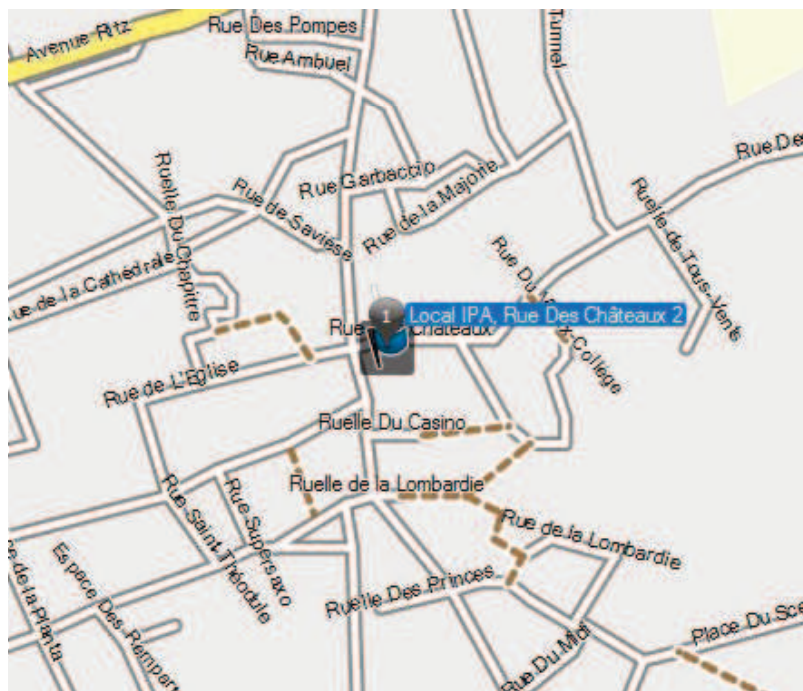 Rue Des Pompes
Tunnel
Avenue Ritz
Rue Ambuel
Rue De
Rue Garbaccio
Ruelle Du Chapitre
Rue de Savièse
Rue de la Majorie
Ruelle de Tous-Vents
ue de la Cathédrale
Rue Du
Collège
1
Local IPA, Rue Des Châteaux 2
Châteaux
Rue de L'Eglise
Ruelle Du Casino
Ruelle de la Lombardie
Rue Supersaxo
Rue Saint-Théodule
Rue de la Lombardie
Espace Des Rempar
de la Planta
Ruelle Des Princes
Rue Du Midi
Place Du Sce